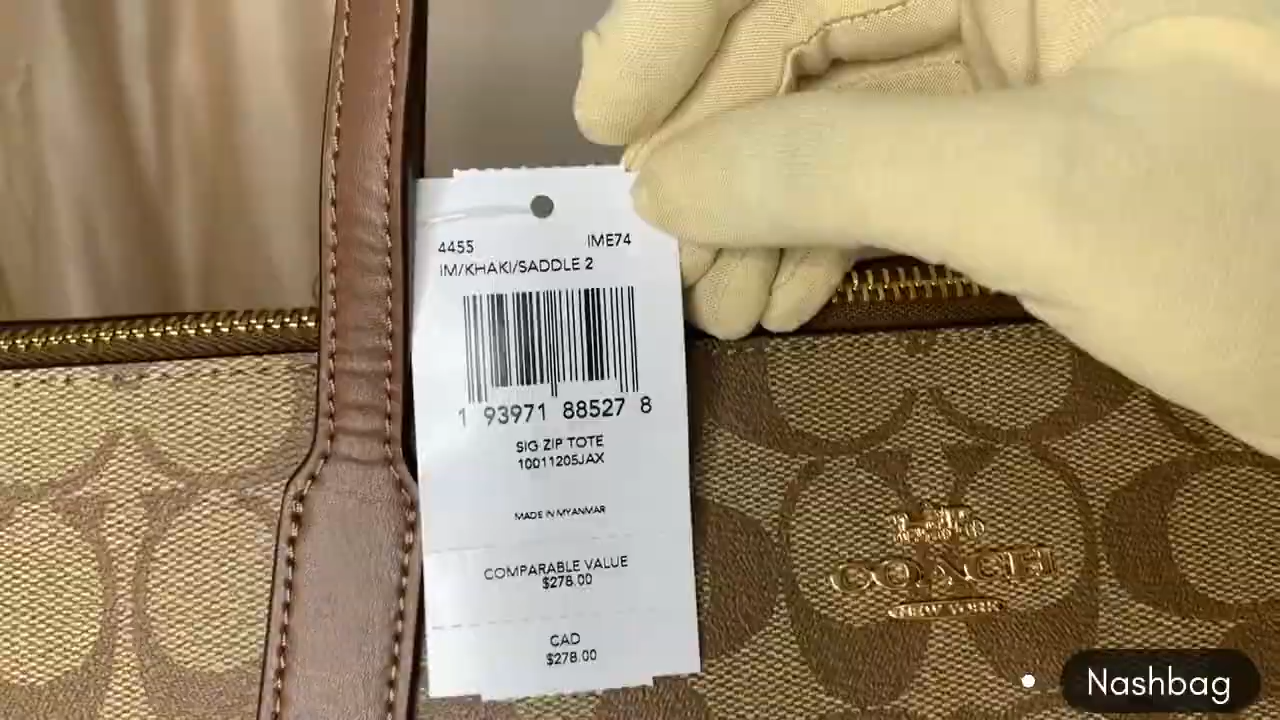 4455 IME74
IM/KHAKI/SADDLE 2
1 93971 88527 8
SIG ZIP TOTE
10011205JAX
MADE IN MYANMAR
COMPARABLE VALUE
$278.00
CAD
$278.00
COACH
NEW YORK
Nashbag